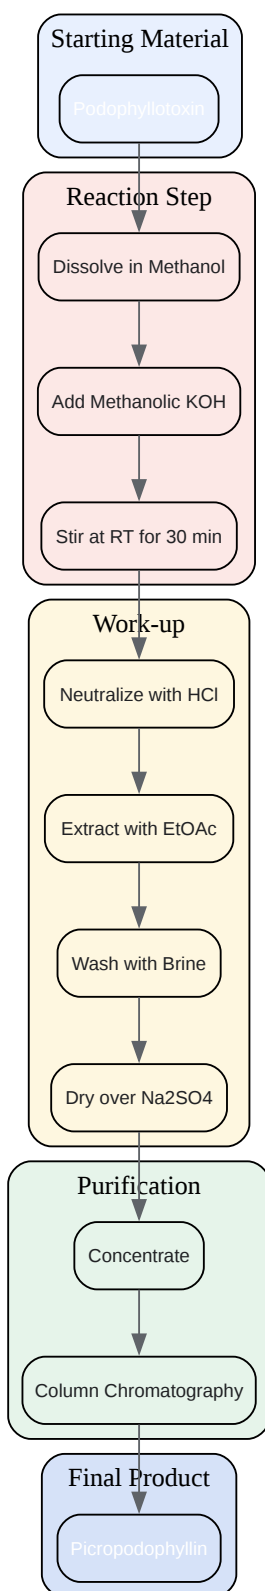 Starting Material
Podophyllotoxin
Reaction Step
Dissolve in Methanol
Add Methanolic KOH
Stir at RT for 30 min
Work-up
Neutralize with HCl
Extract with EtOAc
Wash with Brine
Dry over Na2SO4
Purification
Concentrate
Column Chromatography
Final Product
Picropodophyllin